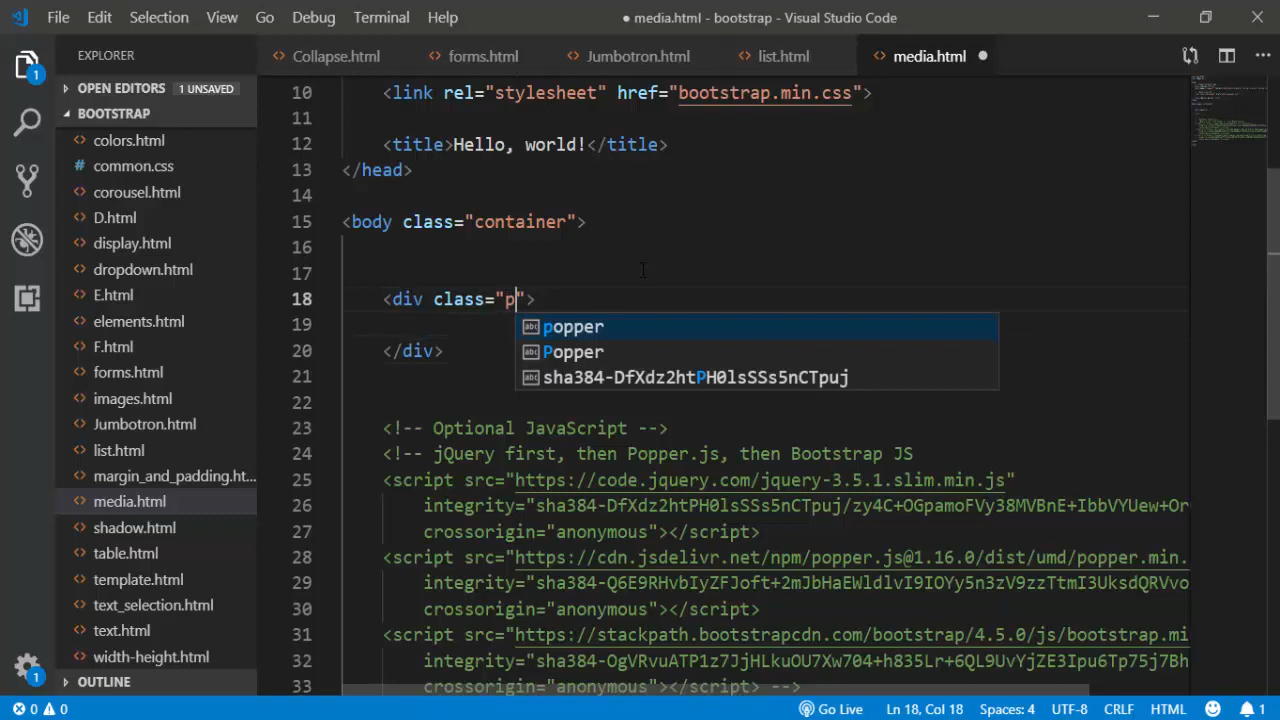 File Edit Selection View Go Debug Terminal Help ● media.html - bootstrap - Visual Studio Code
EXPLORER
Collapse.html forms.html Jumbotron.html list.html media.html
OPEN EDITORS 1 UNSAVED
BOOTSTRAP
colors.html
common.css
corousel.html
D.html
display.html
dropdown.html
E.html
elements.html
F.html
forms.html
images.html
Jumbotron.html
list.html
margin_and_padding.ht...
media.html
shadow.html
table.html
template.html
text_selection.html
text.html
width-height.html
OUTLINE
1
1
10 <link rel="stylesheet" href="bootstrap.min.css">
11
12 <title>Hello, world!</title>
13 </head>
14
15 <body class="container">
16
17
18 <div class="p">
popper
19
Popper
20 </div>
sha384-DfXdz2htPH0lsSSs5nCTpuj
21
22
23 <!-- Optional JavaScript -->
24 <!-- jQuery first, then Popper.js, then Bootstrap JS
25 <script src="https://code.jquery.com/jquery-3.5.1.slim.min.js"
26 integrity="sha384-DfXdz2htPH0lsSSs5nCTpuj/zy4C+OGpamoFVy38MVBnE+IbbVYUew+Or
27 crossorigin="anonymous"></script>
28 <script src="https://cdn.jsdelivr.net/npm/popper.js@1.16.0/dist/umd/popper.min.
29 integrity="sha384-Q6E9RHvbIyZFJoft+2mJbHaEWldlvI9IOYy5n3zV9zzTtmI3UksdQRVvo
30 crossorigin="anonymous"></script>
31 <script src="https://stackpath.bootstrapcdn.com/bootstrap/4.5.0/js/bootstrap.mi
32 integrity="sha384-OgVRvuATP1z7JjHLkuOU7Xw704+h835Lr+6QL9UvYjZE3Ipu6Tp75j7Bh
33 crossorigin="anonymous"></script> -->
0 0 Go Live Ln 18, Col 18 Spaces: 4 UTF-8 CRLF HTML 1